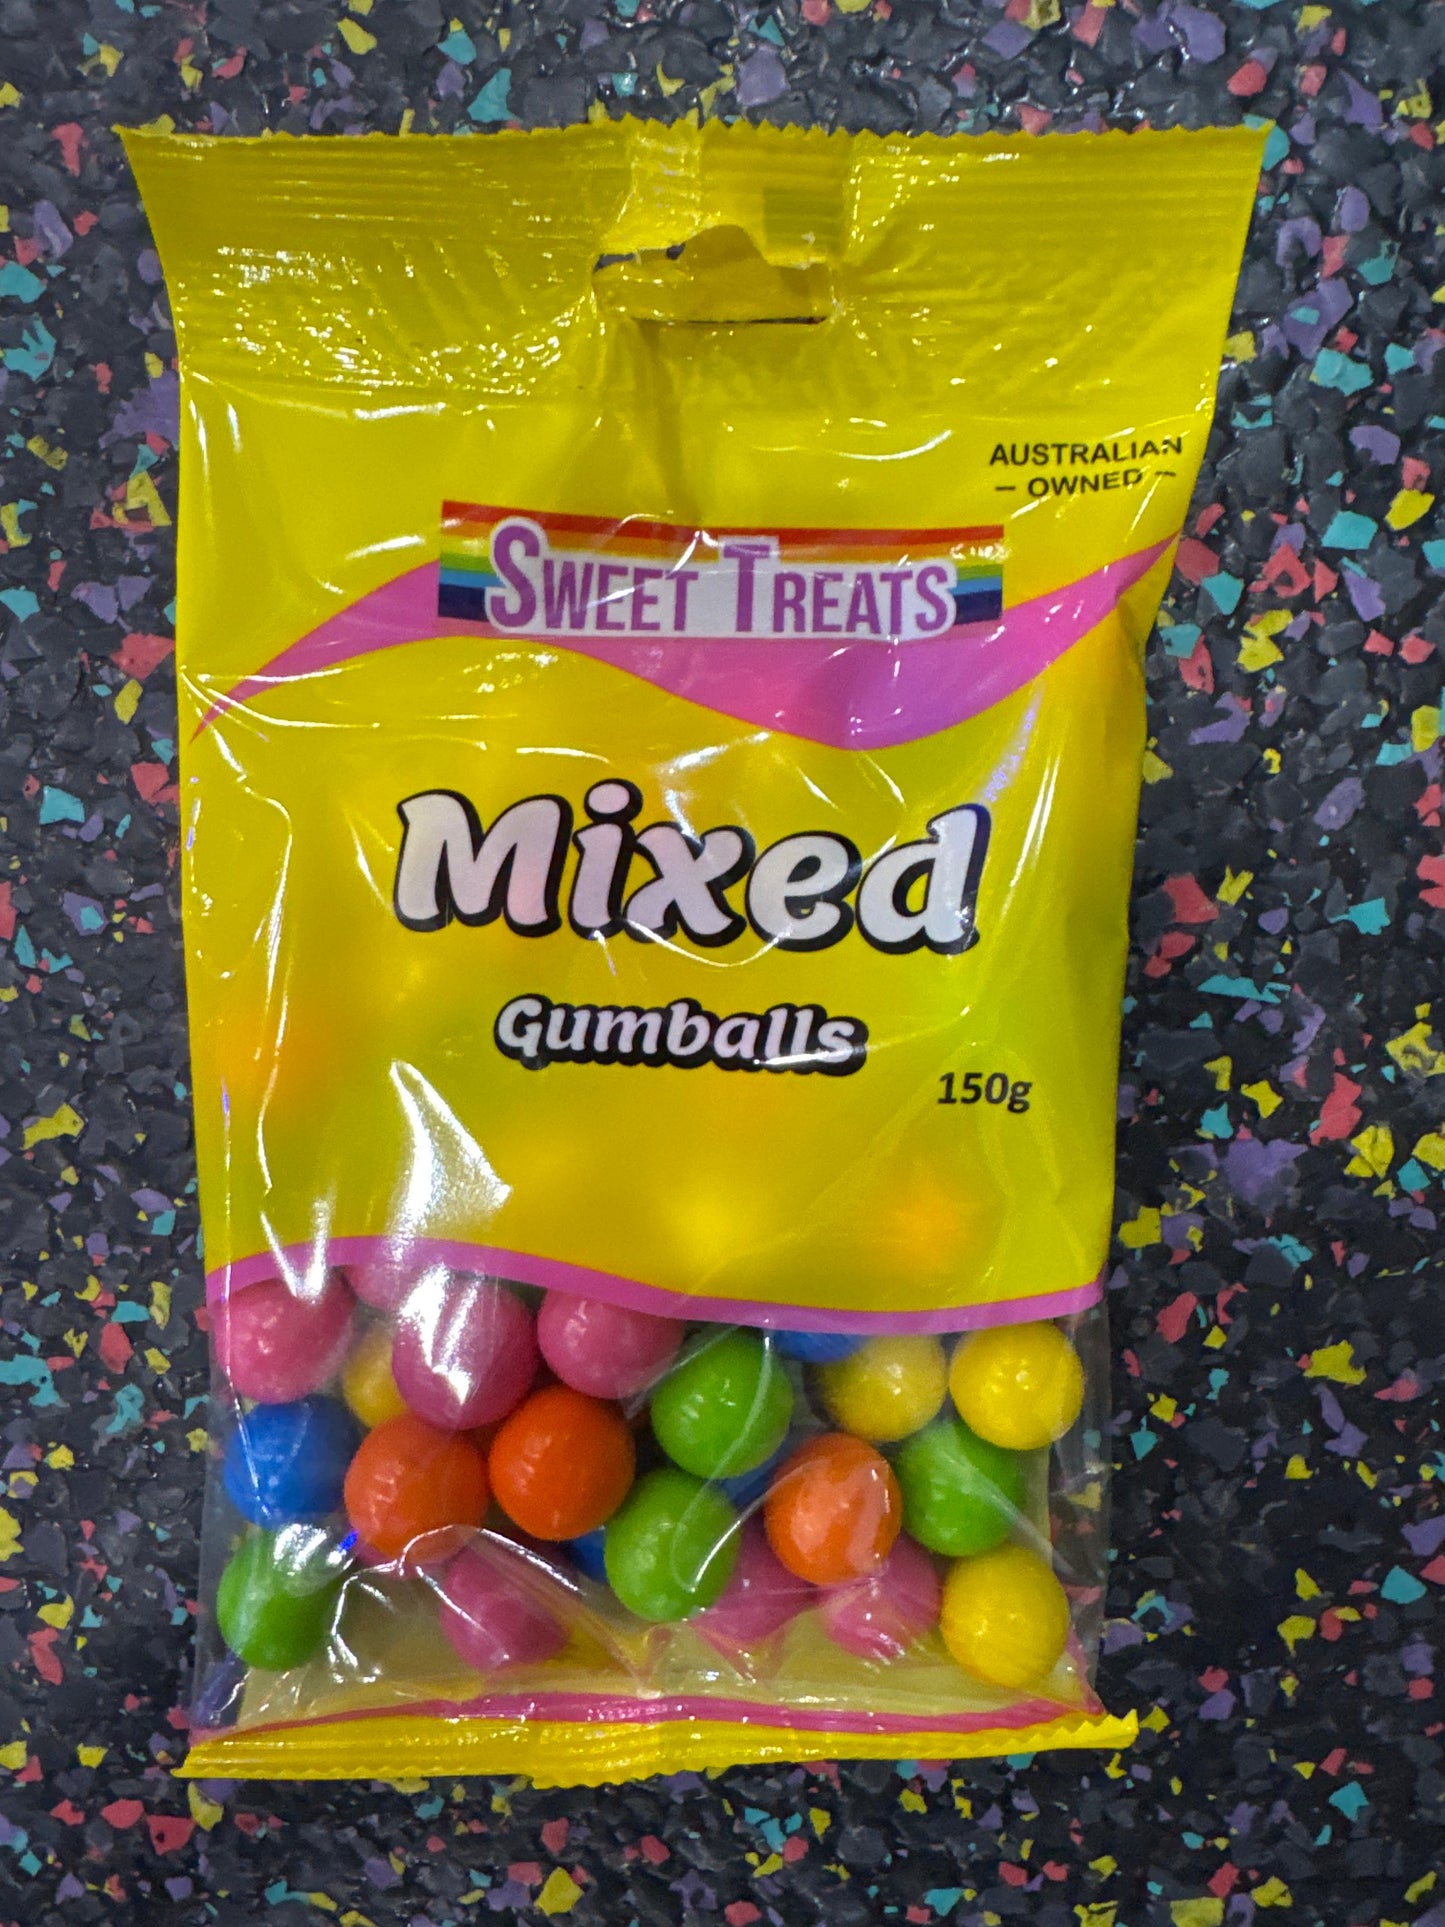 AUSTRALIAN
– OWNED –
SWEET TREATS
Mixed
Gumballs
150g